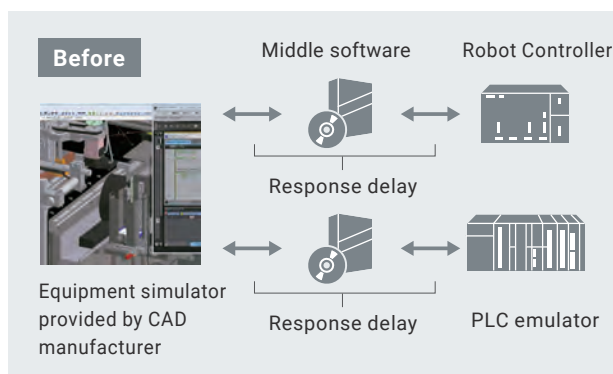 Before
Middle software
Robot Controller
Response delay
Equipment simulator
provided by CAD
manufacturer
Response delay
PLC emulator